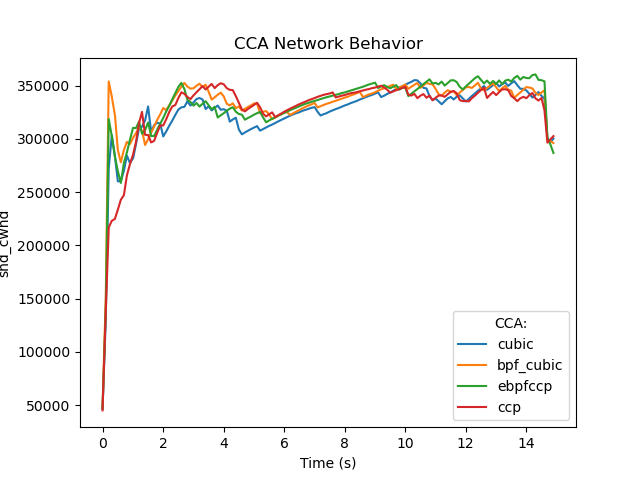 CCA Network Behavior
350000
300000
250000
200000
150000
100000
50000
snd_cwnd
0 2 4 6 8 10 12 14
Time (s)
CCA:
cubic
bpf_cubic
ebpfccp
ccp